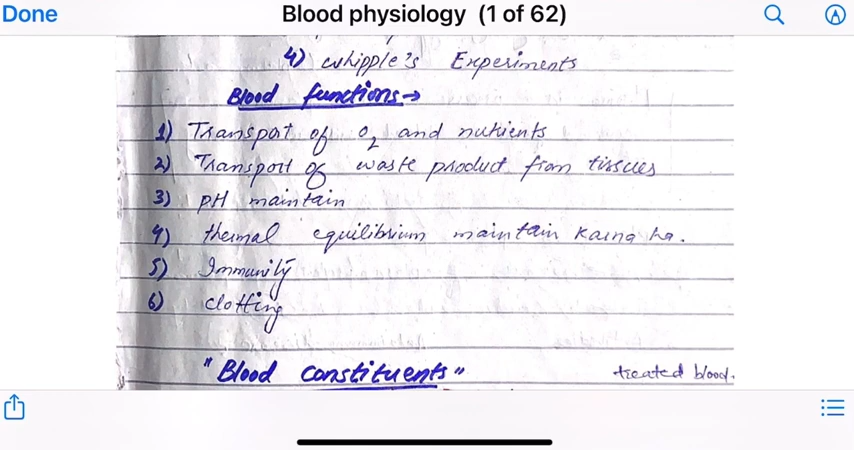 Done Blood physiology (1 of 62)
4) whipple's Experiments
Blood functions→
1) Transport of O₂ and nutrients
2) Transport of waste product from tissues
3) pH maintain
4) thermal equilibrium maintain karna ha.
5) Immunity
6) clotting
"Blood constituents" treated blood.